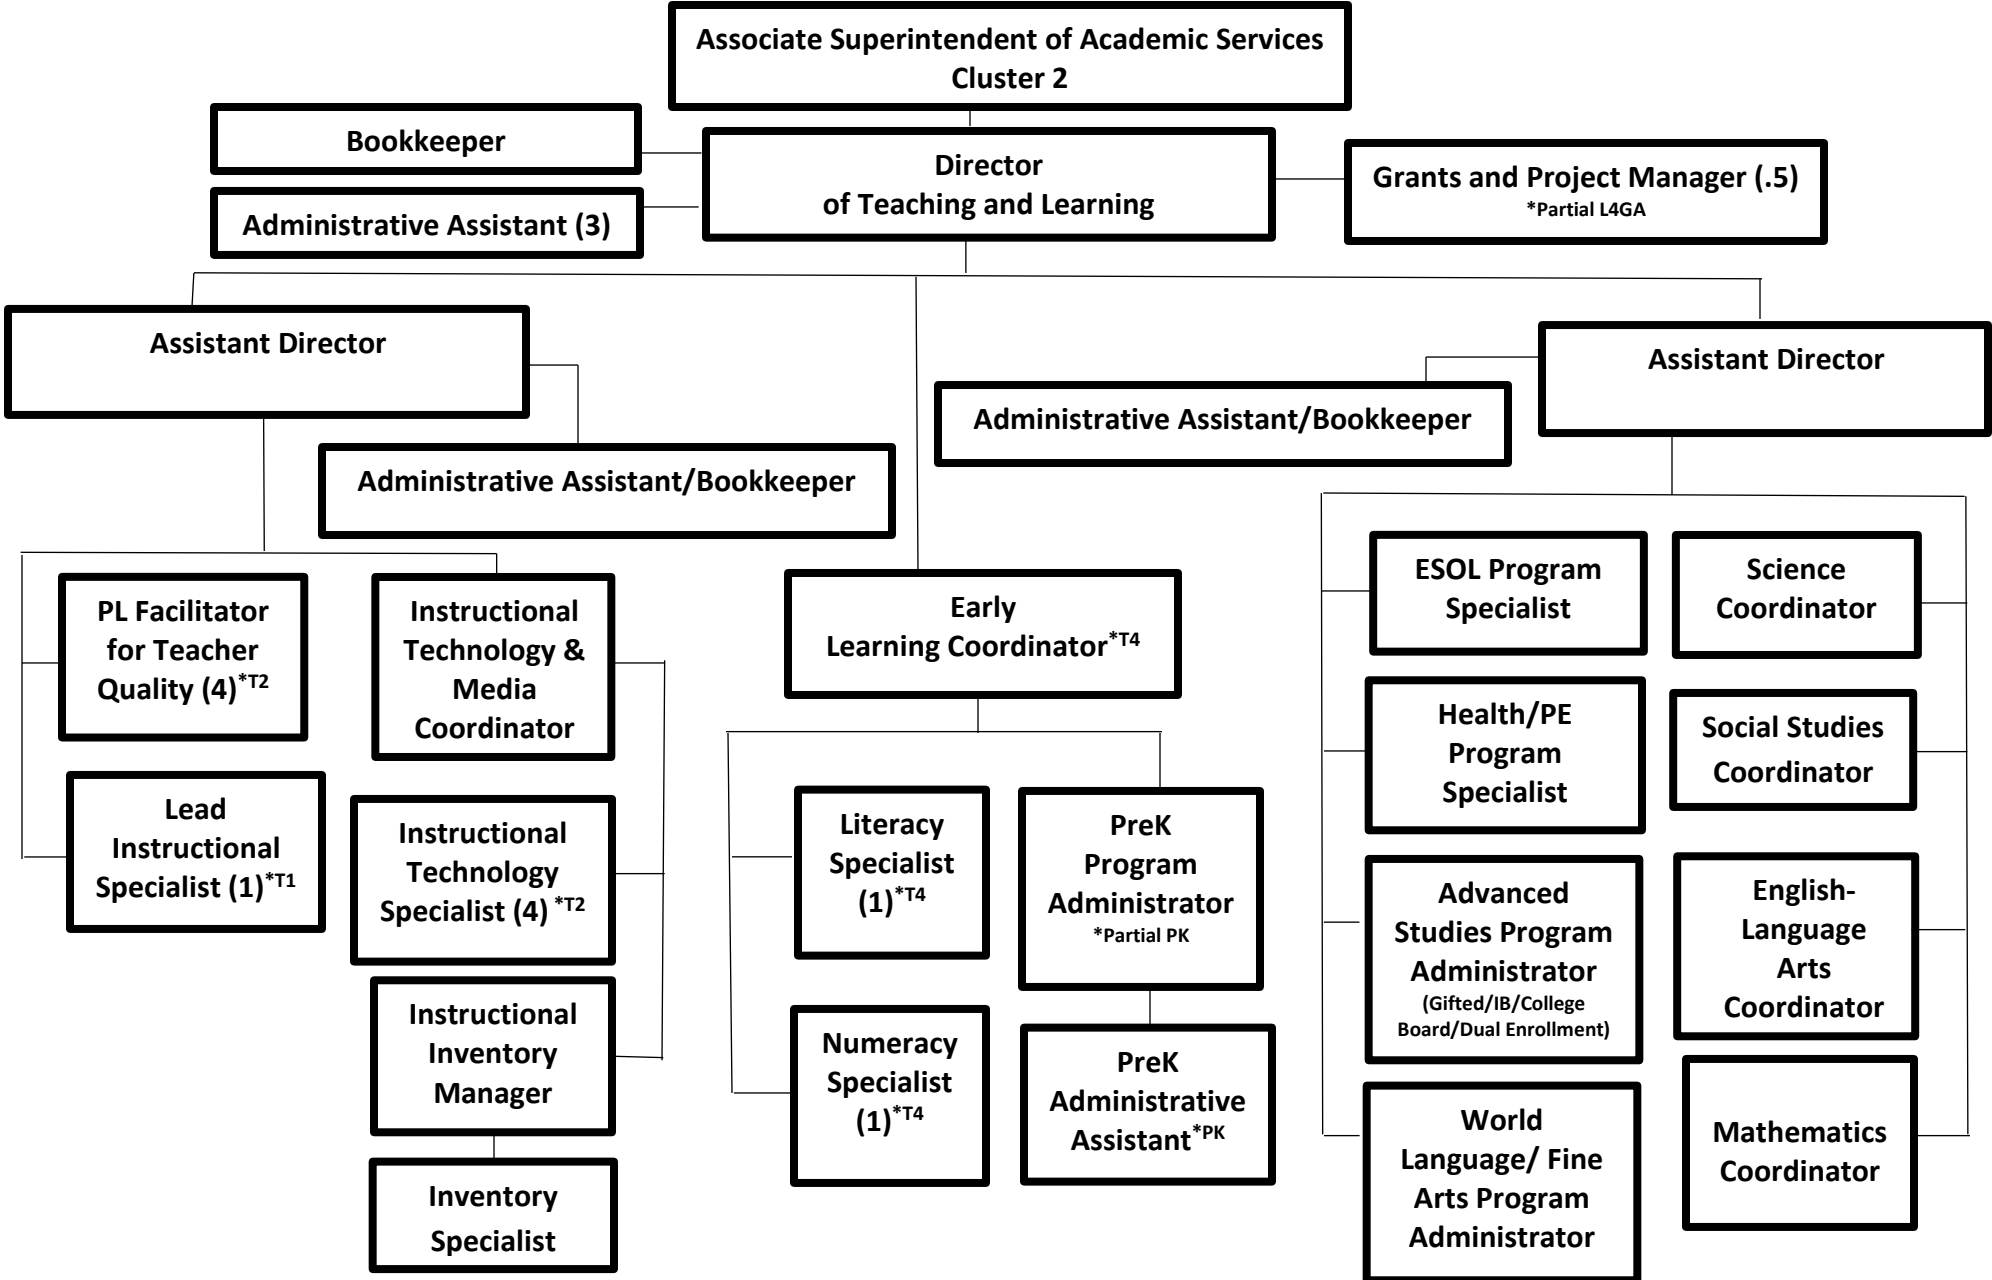 Associate Superintendent of Academic Services
Cluster 2
Bookkeeper
Administrative Assistant (3)
Director
of Teaching and Learning
Grants and Project Manager (.5)
*Partial L4GA
Assistant Director
Administrative Assistant/Bookkeeper
Administrative Assistant/Bookkeeper
Assistant Director
PL Facilitator
for Teacher
Quality (4)*T2
Lead
Instructional
Specialist (1)*T1
Instructional
Technology &
Media
Coordinator
Instructional
Technology
Specialist (4) *T2
Instructional
Inventory
Manager
Inventory
Specialist
Early
Learning Coordinator*T4
Literacy
Specialist
(1)*T4
Numeracy
Specialist
(1)*T4
PreK
Program
Administrator
*Partial PK
PreK
Administrative
Assistant*PK
ESOL Program
Specialist
Health/PE
Program
Specialist
Advanced
Studies Program
Administrator
(Gifted/IB/College
Board/Dual Enrollment)
World
Language/ Fine
Arts Program
Administrator
Science
Coordinator
Social Studies
Coordinator
English-
Language
Arts
Coordinator
Mathematics
Coordinator